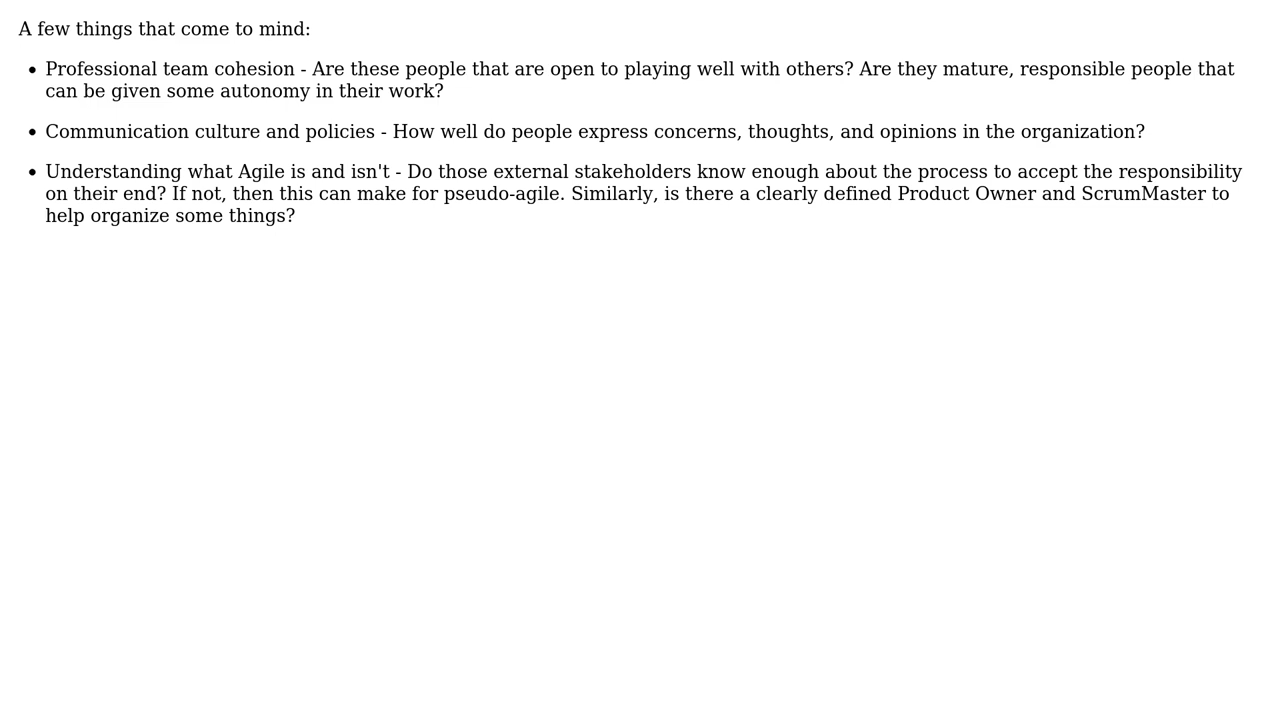 A few things that come to mind:
• Professional team cohesion - Are these people that are open to playing well with others? Are they mature, responsible people that
can be given some autonomy in their work?
• Communication culture and policies - How well do people express concerns, thoughts, and opinions in the organization?
• Understanding what Agile is and isn't - Do those external stakeholders know enough about the process to accept the responsibility
on their end? If not, then this can make for pseudo-agile. Similarly, is there a clearly defined Product Owner and ScrumMaster to
help organize some things?